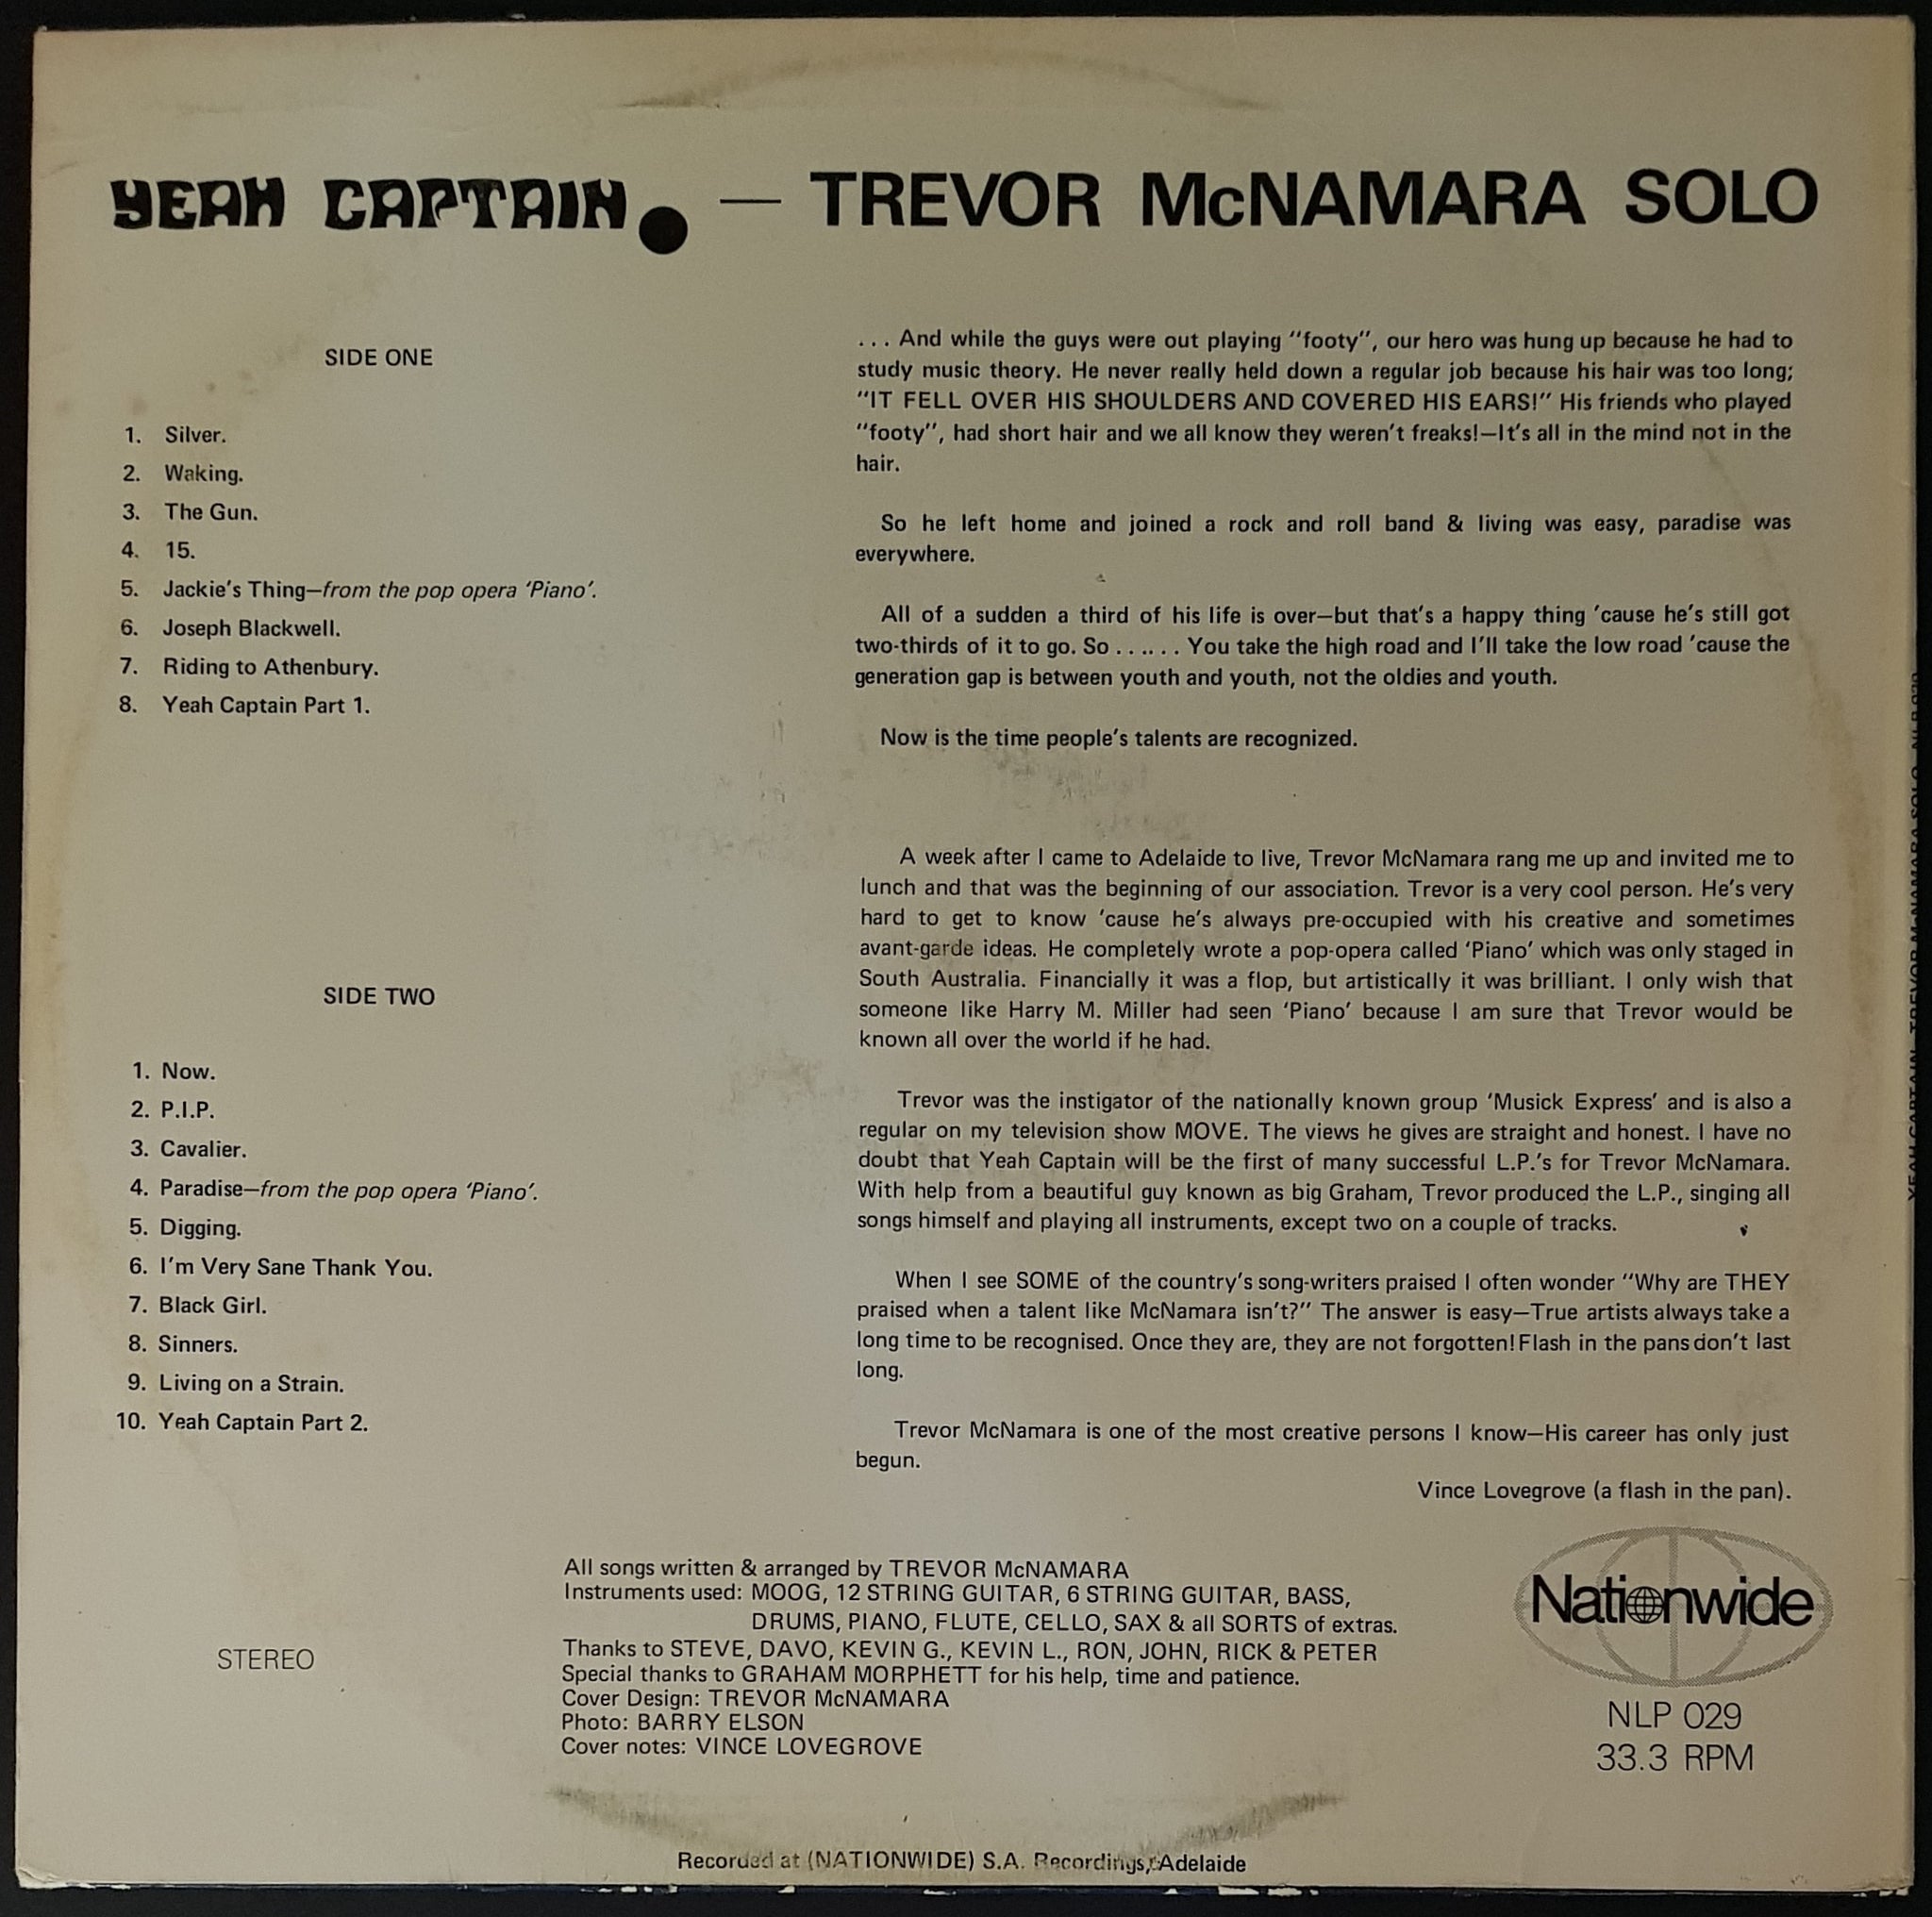 YEAH CAPTAIN. — TREVOR McNAMARA SOLO
SIDE ONE
1. Silver.
2. Waking.
3. The Gun.
4. 15.
5. Jackie's Thing—from the pop opera 'Piano'.
6. Joseph Blackwell.
7. Riding to Athenbury.
8. Yeah Captain Part 1.
SIDE TWO
1. Now.
2. P.I.P.
3. Cavalier.
4. Paradise—from the pop opera 'Piano'.
5. Digging.
6. I'm Very Sane Thank You.
7. Black Girl.
8. Sinners.
9. Living on a Strain.
10. Yeah Captain Part 2.
. . . And while the guys were out playing "footy", our hero was hung up because he had to
study music theory. He never really held down a regular job because his hair was too long;
"IT FELL OVER HIS SHOULDERS AND COVERED HIS EARS!" His friends who played
"footy", had short hair and we all know they weren't freaks!—It's all in the mind not in the
hair.
So he left home and joined a rock and roll band & living was easy, paradise was
everywhere.
All of a sudden a third of his life is over—but that's a happy thing 'cause he's still got
two-thirds of it to go. So . . . . . . You take the high road and I'll take the low road 'cause the
generation gap is between youth and youth, not the oldies and youth.
Now is the time people's talents are recognized.
A week after I came to Adelaide to live, Trevor McNamara rang me up and invited me to
lunch and that was the beginning of our association. Trevor is a very cool person. He's very
hard to get to know 'cause he's always pre-occupied with his creative and sometimes
avant-garde ideas. He completely wrote a pop-opera called 'Piano' which was only staged in
South Australia. Financially it was a flop, but artistically it was brilliant. I only wish that
someone like Harry M. Miller had seen 'Piano' because I am sure that Trevor would be
known all over the world if he had.
Trevor was the instigator of the nationally known group 'Musick Express' and is also a
regular on my television show MOVE. The views he gives are straight and honest. I have no
doubt that Yeah Captain will be the first of many successful L.P.'s for Trevor McNamara.
With help from a beautiful guy known as big Graham, Trevor produced the L.P., singing all
songs himself and playing all instruments, except two on a couple of tracks.
When I see SOME of the country's song-writers praised I often wonder "Why are THEY
praised when a talent like McNamara isn't?" The answer is easy—True artists always take a
long time to be recognised. Once they are, they are not forgotten! Flash in the pans don't last
long.
Trevor McNamara is one of the most creative persons I know—His career has only just
begun.
Vince Lovegrove (a flash in the pan).
STEREO
All songs written & arranged by TREVOR McNAMARA
Instruments used: MOOG, 12 STRING GUITAR, 6 STRING GUITAR, BASS,
DRUMS, PIANO, FLUTE, CELLO, SAX & all SORTS of extras.
Thanks to STEVE, DAVO, KEVIN G., KEVIN L., RON, JOHN, RICK & PETER
Special thanks to GRAHAM MORPHETT for his help, time and patience.
Cover Design: TREVOR McNAMARA
Photo: BARRY ELSON
Cover notes: VINCE LOVEGROVE
Nationwide
NLP 029
33.3 RPM
Recorded at (NATIONWIDE) S.A. Recordings, Adelaide
YEAH CAPTAIN TREVOR McNAMARA SOLO NLP 029